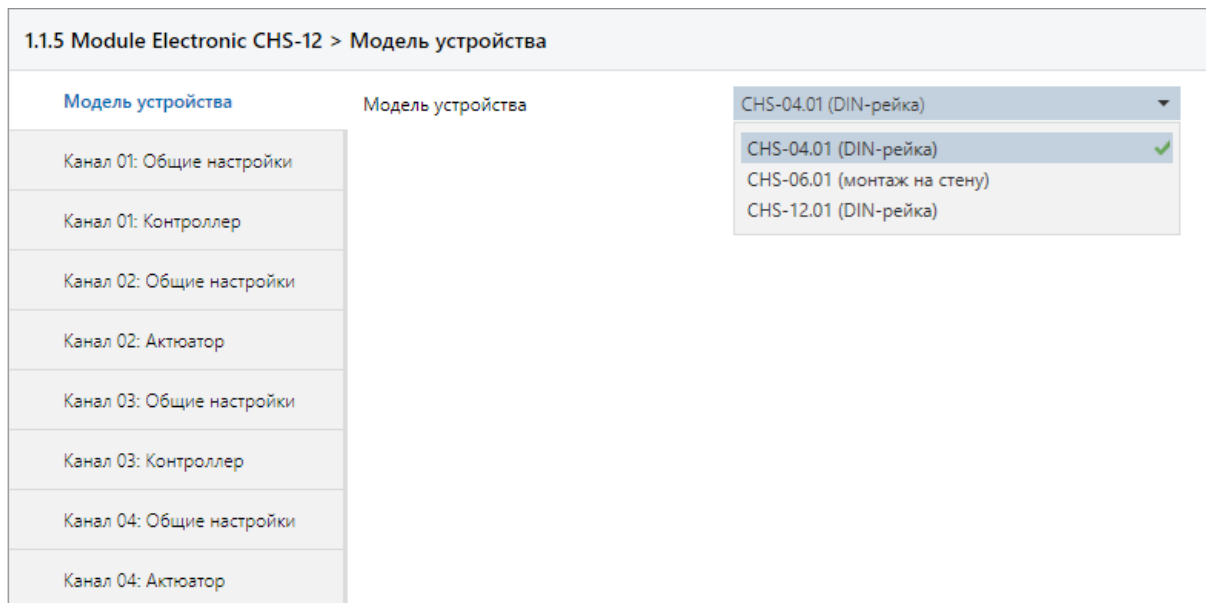 1.1.5 Module Electronic CHS-12 > Модель устройства
Модель устройства
Модель устройства
CHS-04.01 (DIN-рейка)
CHS-04.01 (DIN-рейка)
CHS-06.01 (монтаж на стену)
CHS-12.01 (DIN-рейка)
Канал 01: Общие настройки
Канал 01: Контроллер
Канал 02: Общие настройки
Канал 02: Актюатор
Канал 03: Общие настройки
Канал 03: Контроллер
Канал 04: Общие настройки
Канал 04: Актюатор